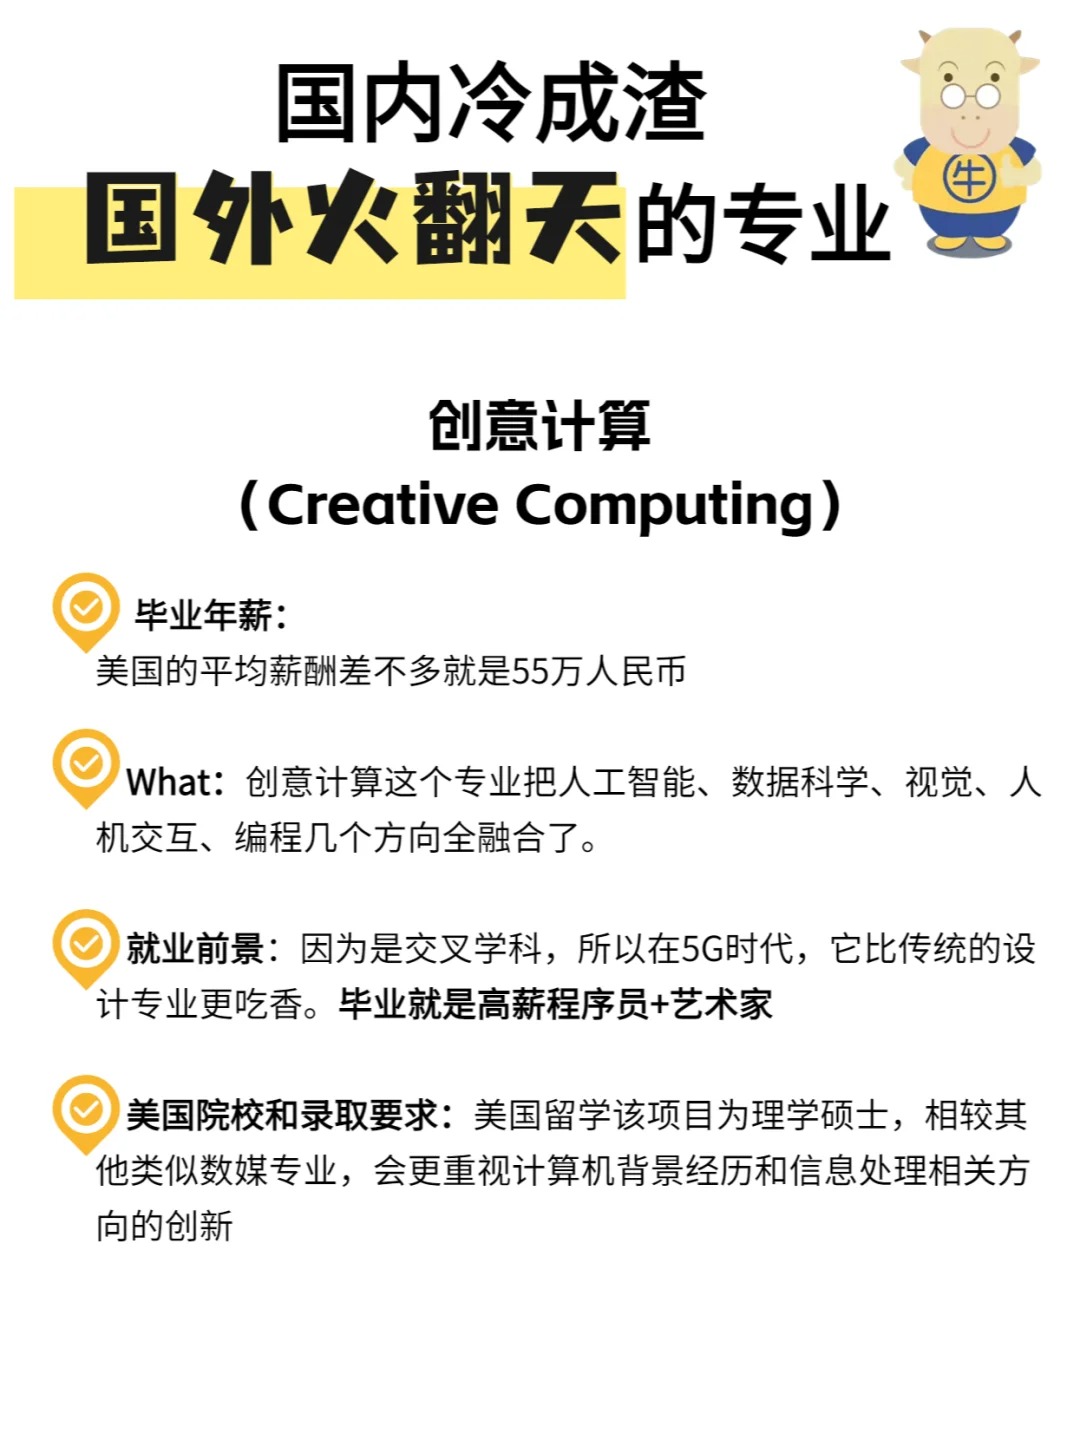 国内冷成渣
国外火翻天的专业
牛
创意计算
（Creative Computing）
毕业年薪：
美国的平均薪酬差不多就是55万人民币
What：创意计算这个专业把人工智能、数据科学、视觉、人
机交互、编程几个方向全融合了。
就业前景：因为是交叉学科，所以在5G时代，它比传统的设
计专业更吃香。毕业就是高薪程序员+艺术家
美国院校和录取要求：美国留学该项目为理学硕士，相较其
他类似数媒专业，会更重视计算机背景经历和信息处理相关方
向的创新